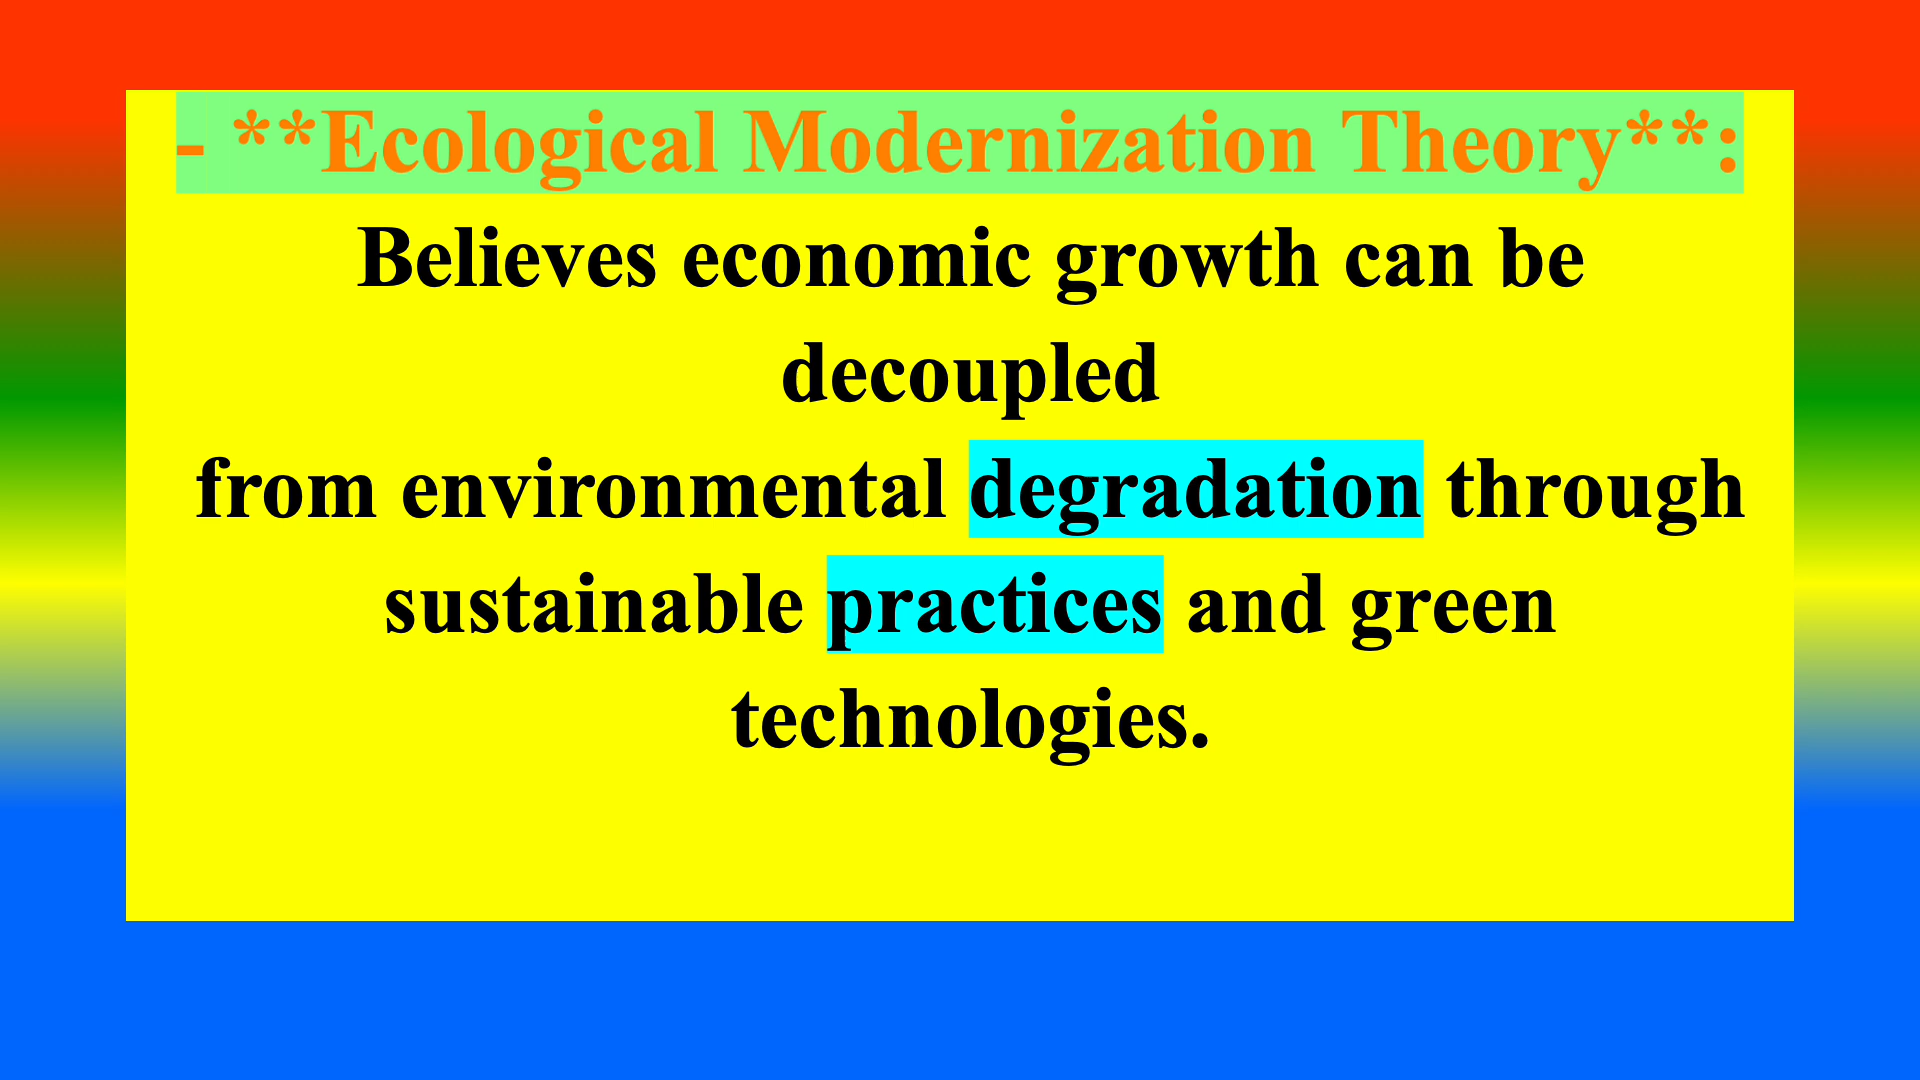 - **Ecological Modernization Theory**:
Believes economic growth can be
decoupled
from environmental degradation through
sustainable practices and green
technologies.